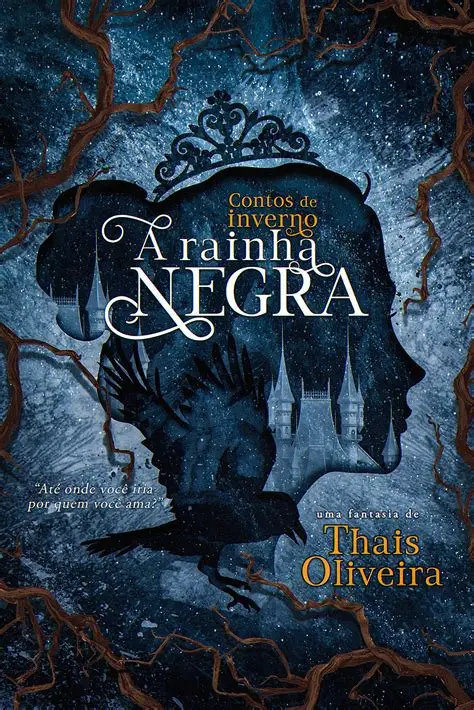 Contos de
inverno
A rainha
NEGRA
"Até onde você iria
por quem você ama?"
uma fantasia de
Thais
Oliveira